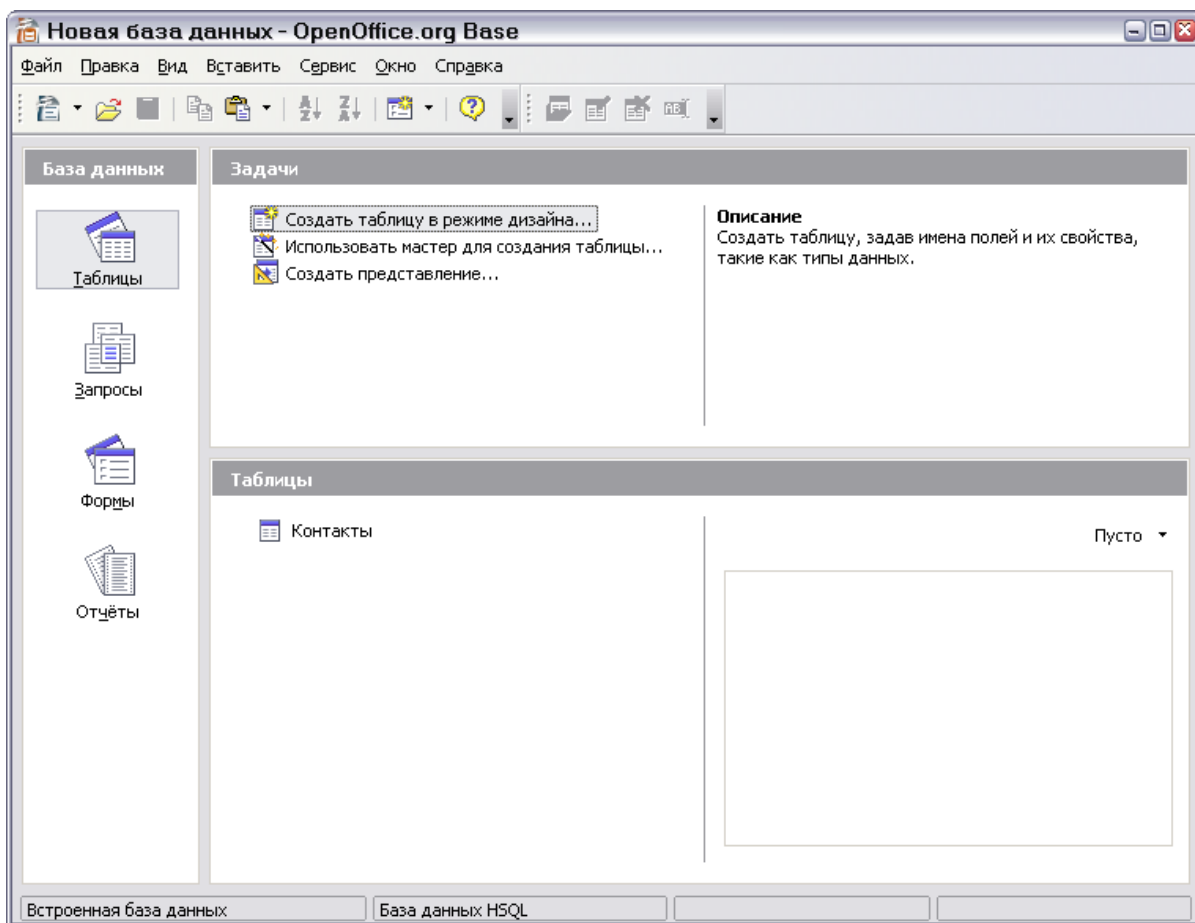 Новая база данных - OpenOffice.org Base
Файл Правка Вид Вставить Сервис Окно Справка
База данных
Таблицы
Запросы
Формы
Отчёты
Задачи
Создать таблицу в режиме дизайна...
Использовать мастер для создания таблицы...
Создать представление...
Описание
Создать таблицу, задав имена полей и их свойства,
такие как типы данных.
Таблицы
Контакты
Пусто
Встроенная база данных
База данных HSQL